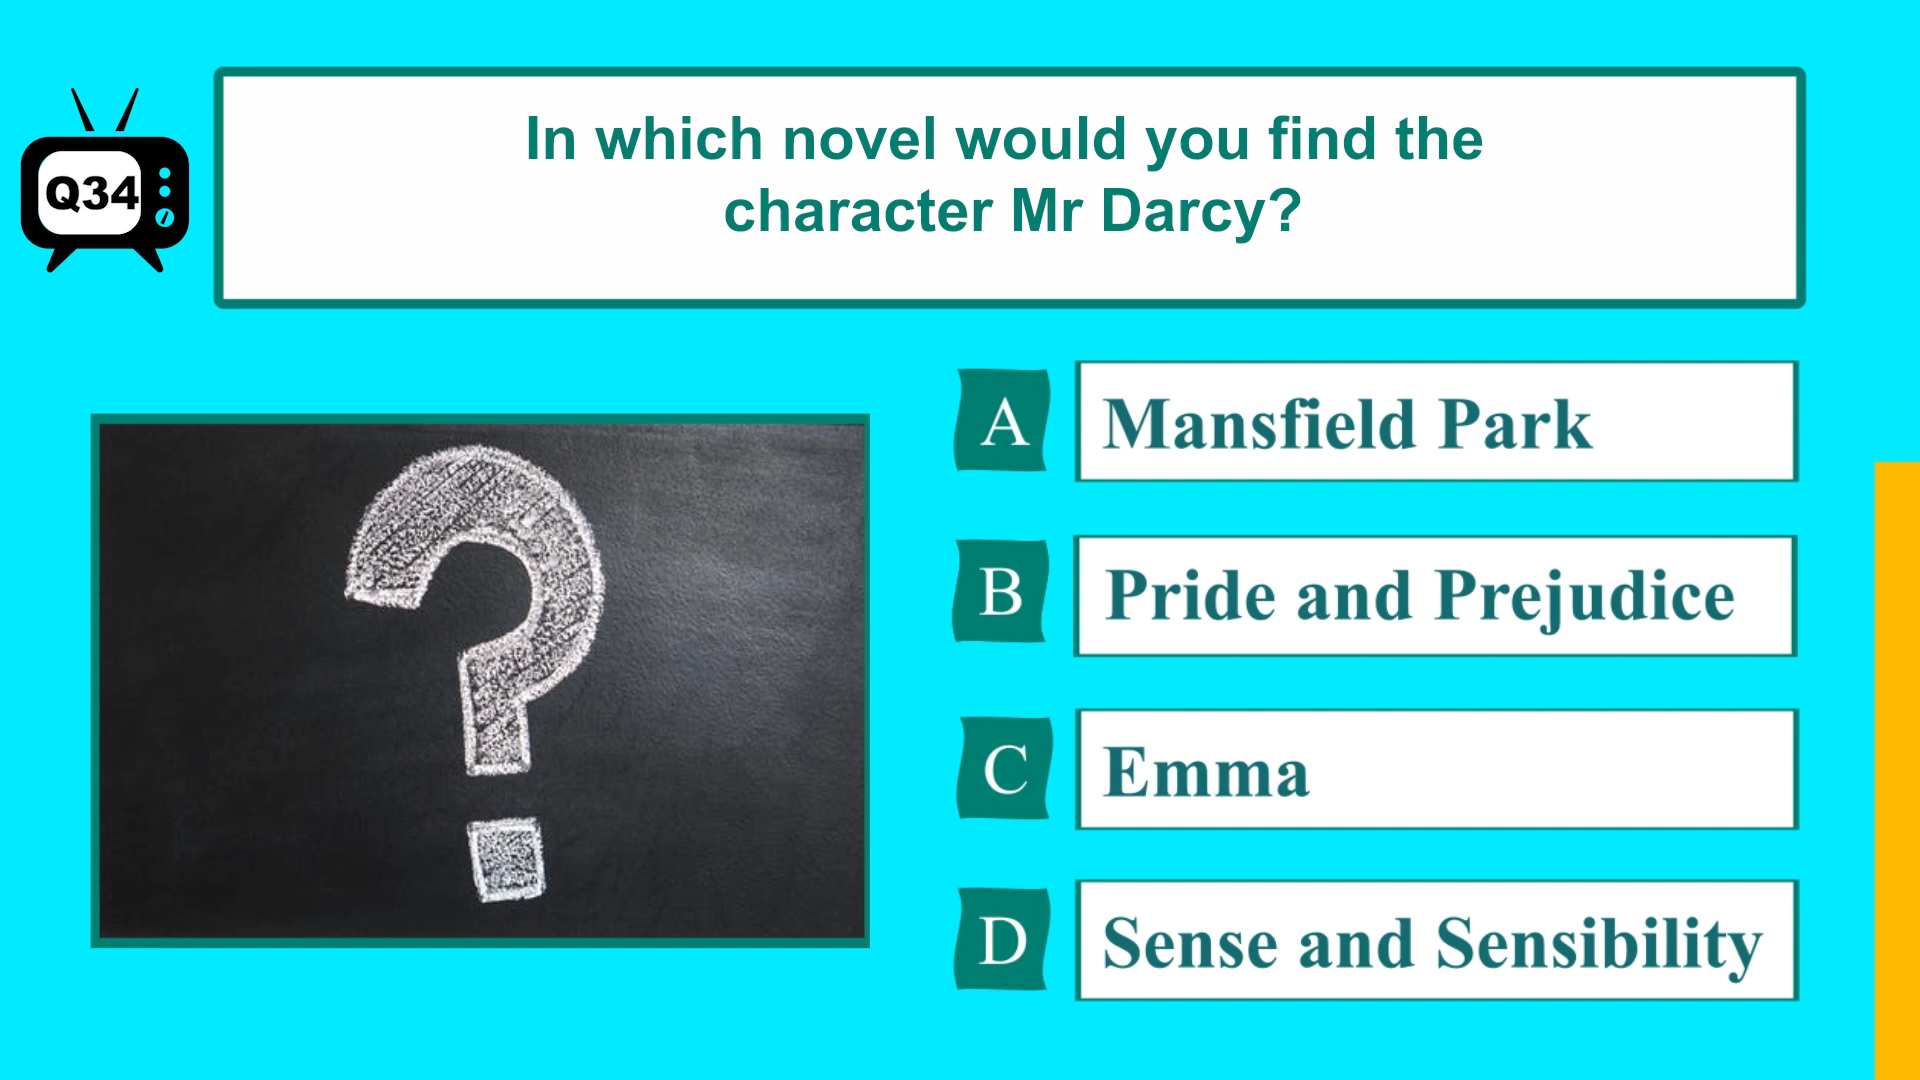 Q34
In which novel would you find the
character Mr Darcy?
A Mansfield Park
B Pride and Prejudice
C Emma
D Sense and Sensibility